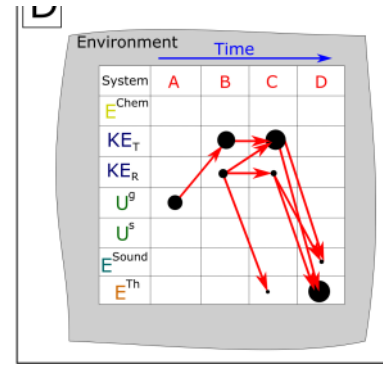 D
Environment
Time
System A B C D
E^Chem
KE_T
KE_R
U^g
U^s
E^Sound
E^Th